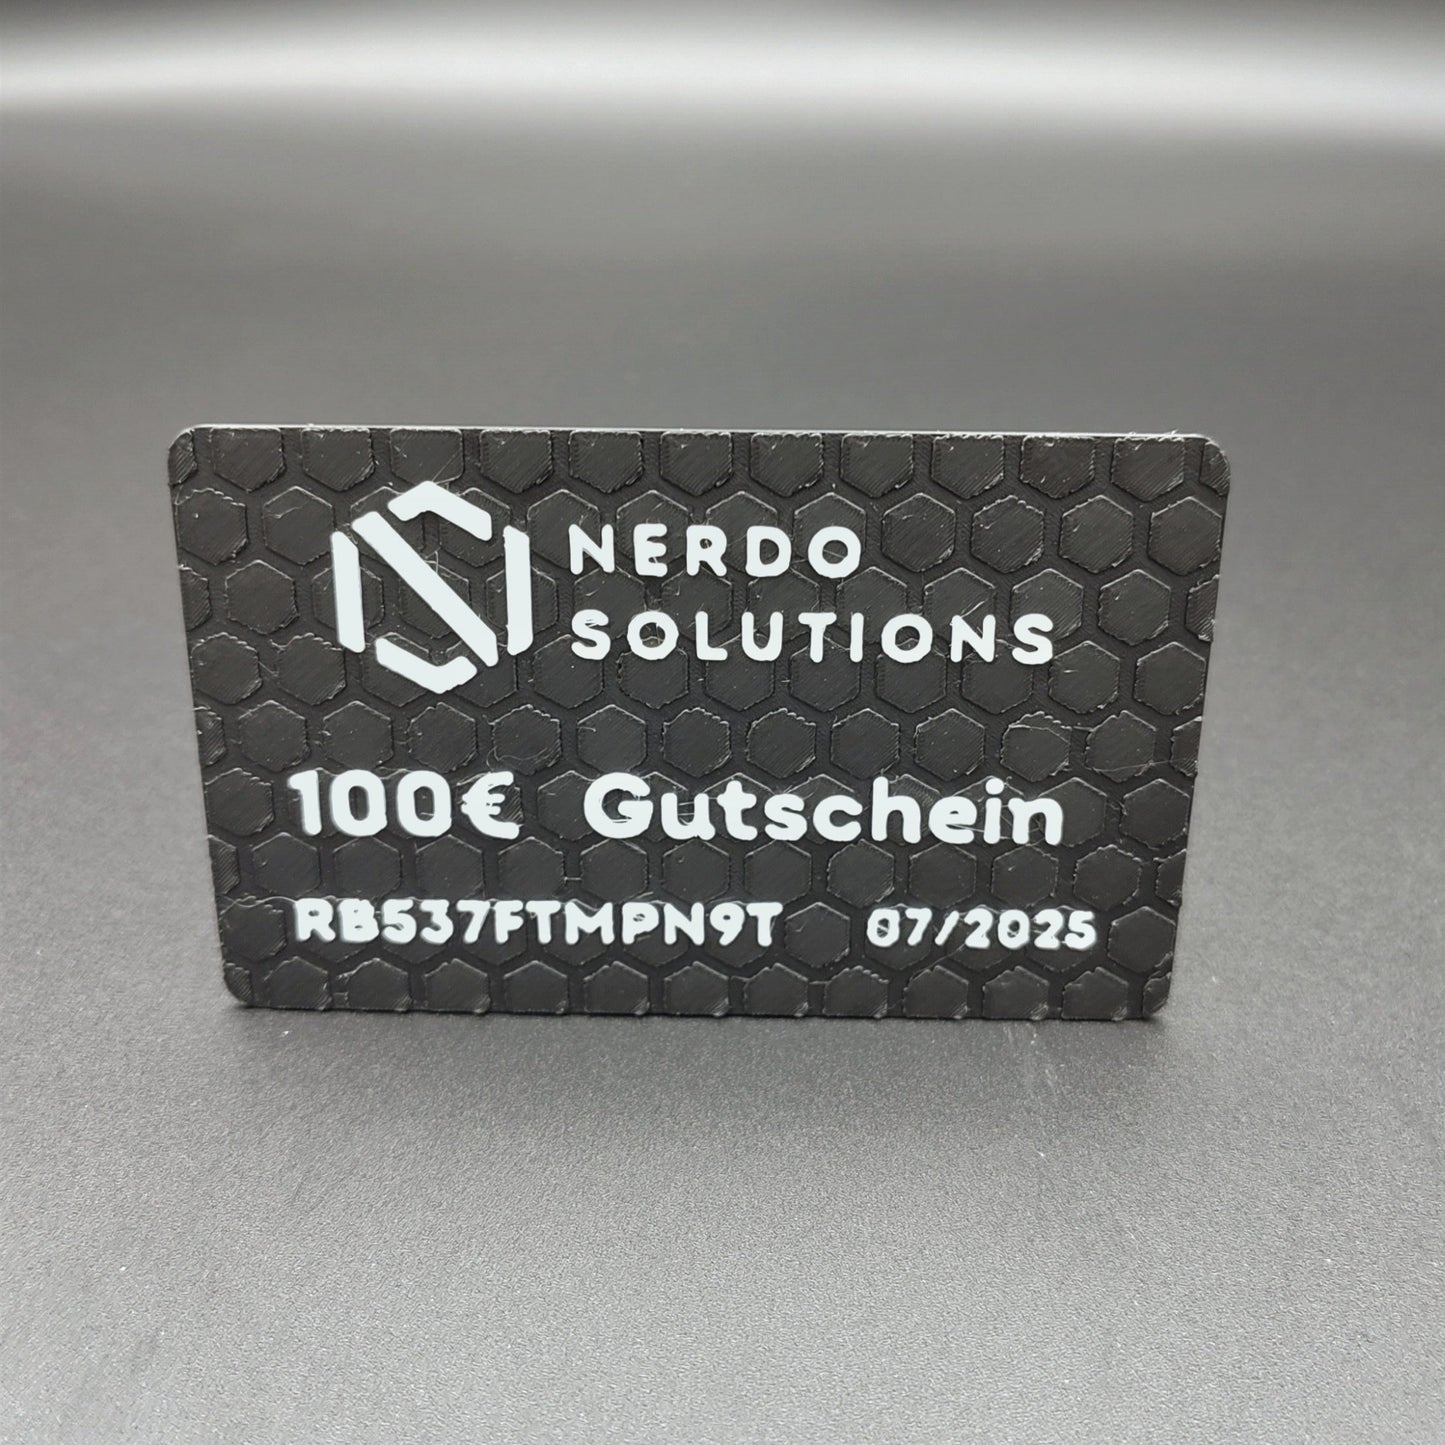 NERDO
SOLUTIONS
100€ Gutschein
RB537FTMPN9T 07/2025